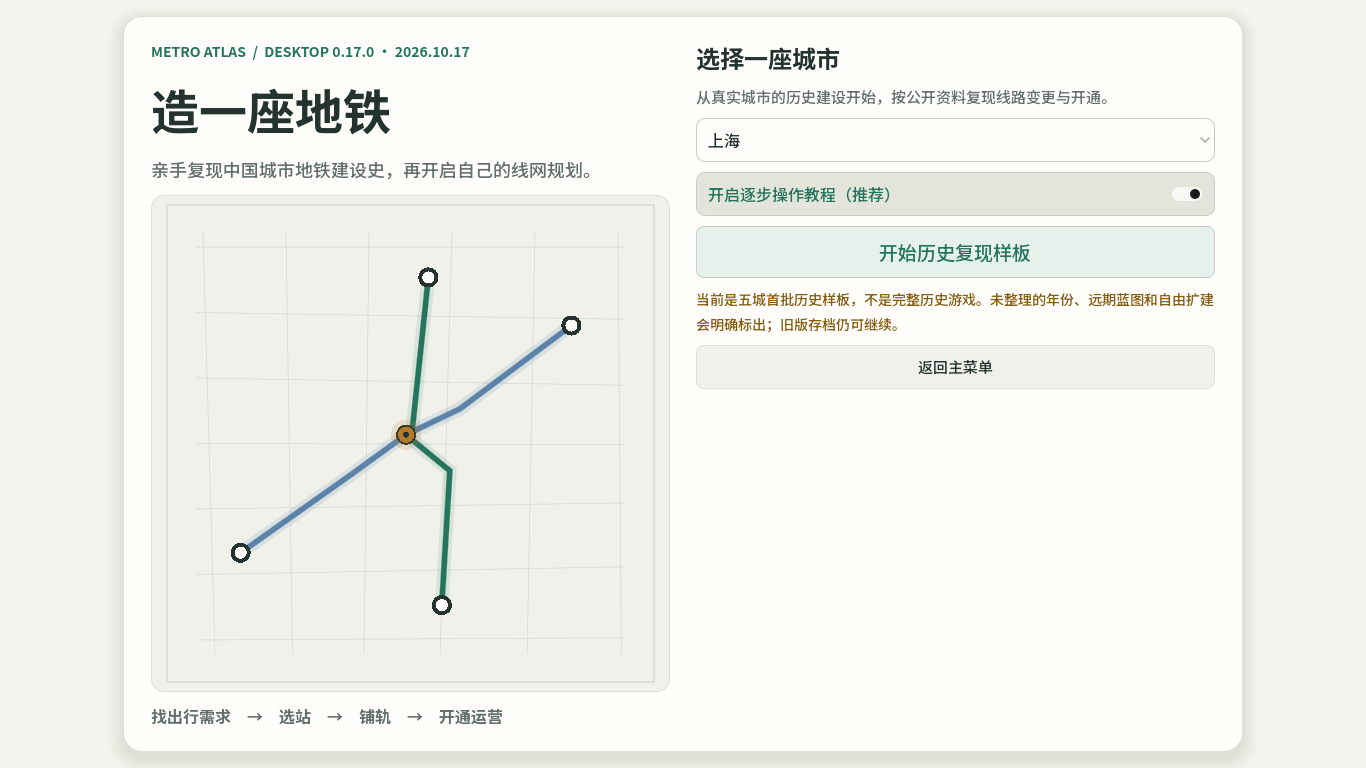 METRO ATLAS / DESKTOP 0.17.0 · 2026.10.17
造一座地铁
亲手复现中国城市地铁建设史，再开启自己的线网规划。
找出行需求 → 选站 → 铺轨 → 开通运营
选择一座城市
从真实城市的历史建设开始，按公开资料复现线路变更与开通。
上海
开启逐步操作教程（推荐）
开始历史复现样板
当前是五城首批历史样板，不是完整历史游戏。未整理的年份、远期蓝图和自由扩建
会明确标出；旧版存档仍可继续。
返回主菜单